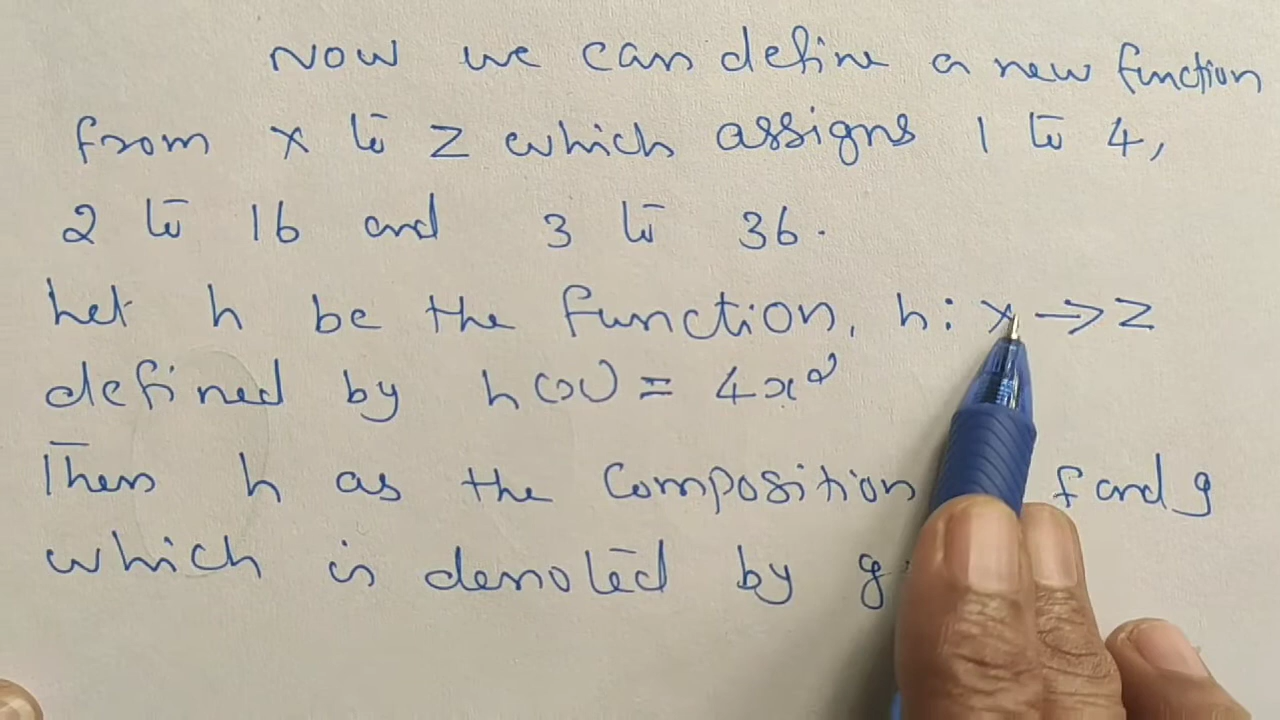 Now we can define a new function
from x to z which assigns 1 to 4,
2 to 16 and 3 to 36.
Let h be the function, h: x → z
defined by h(x) = 4x²
Then h as the composition f and g
which is denoted by g